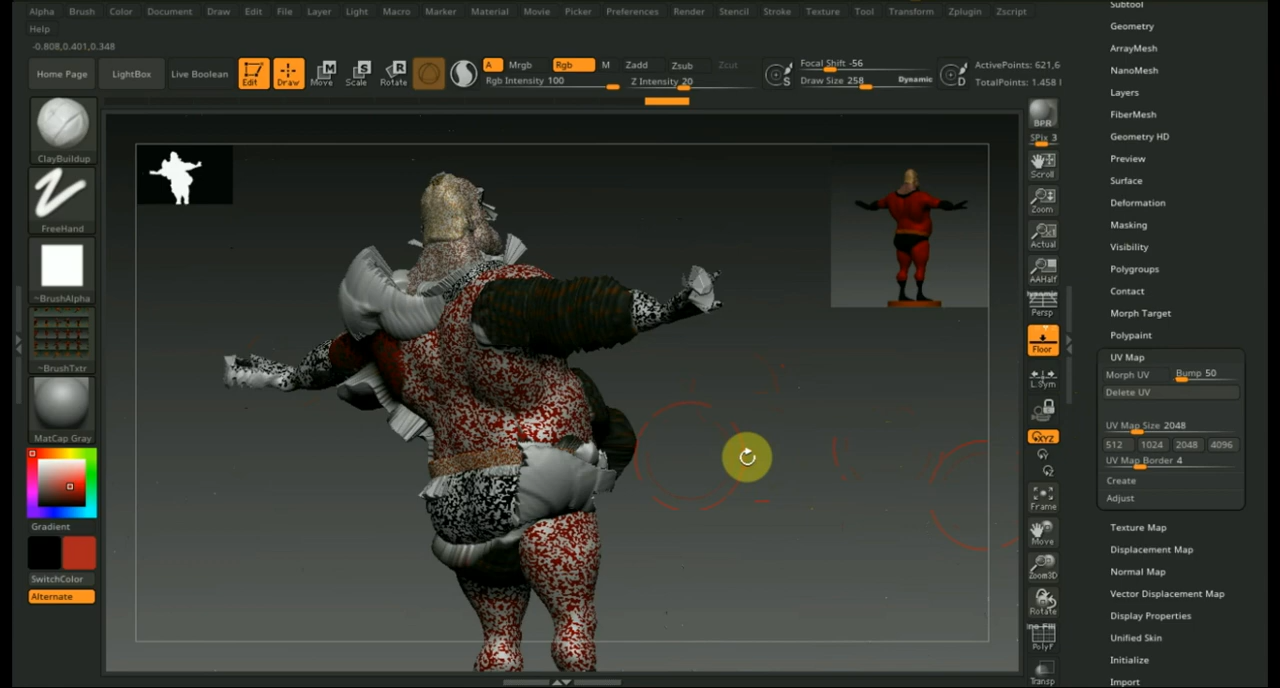 Alpha Brush Color Document Draw Edit File Layer Light Macro Marker Material Movie Picker Preferences Render Stencil Stroke Texture Tool Transform Zplugin Zscript
Help
-0.808,0.401,0.348
Home Page LightBox Live Boolean Edit Draw Move Scale Rotate
M S R
A Mrgb Rgb M Zadd Zsub Zcut
Rgb Intensity 100 Z Intensity 20
S Focal Shift -56
Draw Size 258 Dynamic D
ActivePoints: 621,6
TotalPoints: 1.458
ClayBuildup
FreeHand
~BrushAlpha
~BrushTxtr
MatCap Gray
Gradient
SwitchColor
Alternate
BPR
SPix 3
Scroll
Zoom
Actual
AAHalf
Dynamic
Persp
Floor
L.Sym
XYZ
Y
Z
Frame
Move
Zoom3D
Rotate
PolyF
Transp
Subtool
Geometry
ArrayMesh
NanoMesh
Layers
FiberMesh
Geometry HD
Preview
Surface
Deformation
Masking
Visibility
Polygroups
Contact
Morph Target
Polypaint
UV Map
Morph UV Bump 50
Delete UV
UV Map Size 2048
512 1024 2048 4096
UV Map Border 4
Create
Adjust
Texture Map
Displacement Map
Normal Map
Vector Displacement Map
Display Properties
Unified Skin
Initialize
Import